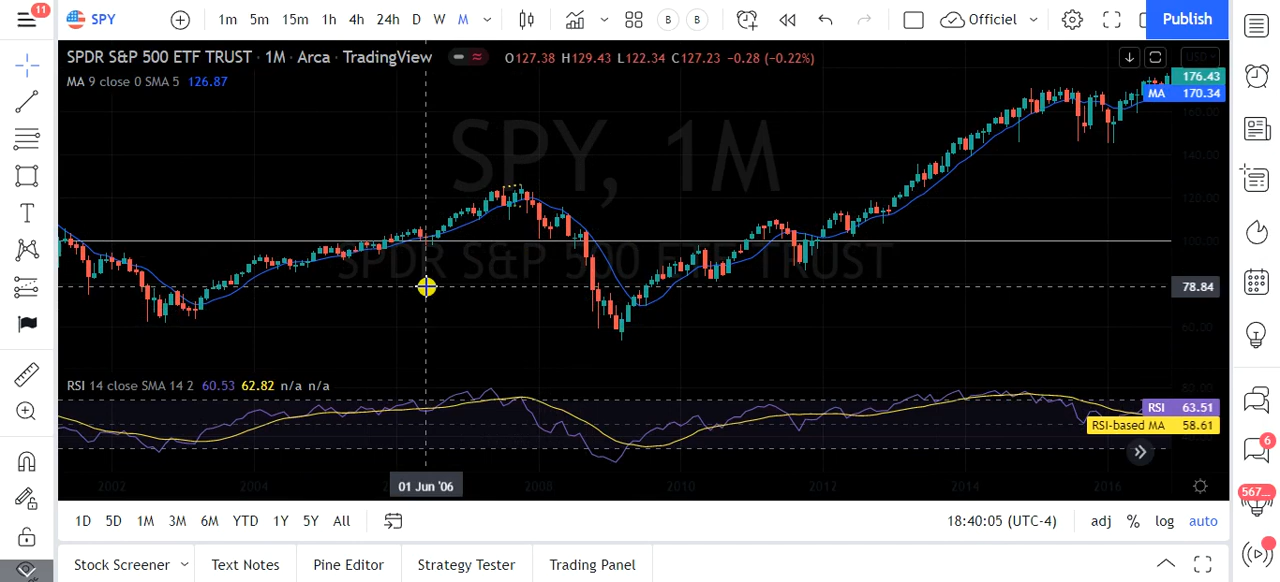 11 SPY 1m 5m 15m 1h 4h 24h D W M B B Officiel Publish
SPDR S&P 500 ETF TRUST · 1M · Arca · TradingView O127.38 H129.43 L122.34 C127.23 -0.28 (-0.22%) USD
MA 9 close 0 SMA 5 126.87
176.43
MA 170.34
160.00
140.00
120.00
100.00
78.84
60.00
SPY, 1M
SPDR S&P 500 ETF TRUST
RSI 14 close SMA 14 2 60.53 62.82 n/a n/a
80.00
RSI 63.51
RSI-based MA 58.61
2002 2004 01 Jun '06 2008 2010 2012 2014 2016
1D 5D 1M 3M 6M YTD 1Y 5Y All 18:40:05 (UTC-4) adj % log auto
Stock Screener Text Notes Pine Editor Strategy Tester Trading Panel
6
567...